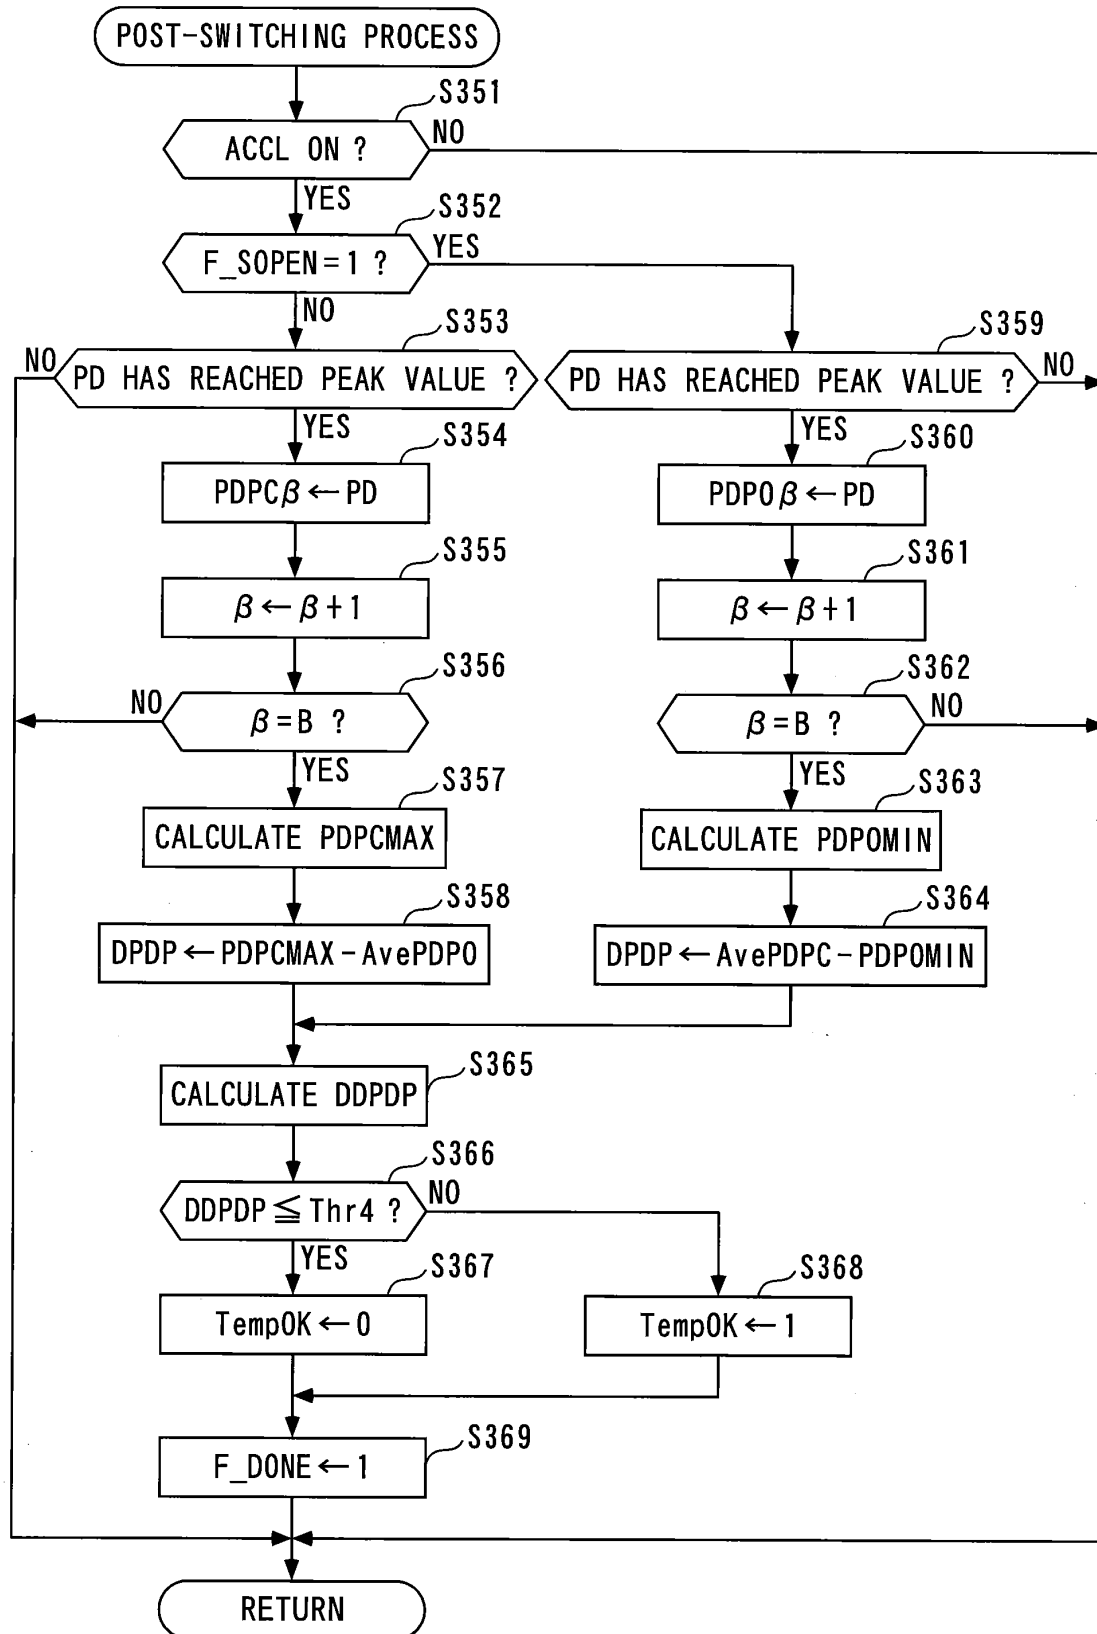 POST-SWITCHING PROCESS
S351
ACCL ON ?
NO
YES
S352
F_SOPEN=1 ?
YES
NO
S353
S359
NO
PD HAS REACHED PEAK VALUE ?
PD HAS REACHED PEAK VALUE ?
NO
YES
YES
S354
S360
PDPCβ←PD
PDPOβ←PD
S355
S361
β←β+1
β←β+1
S356
S362
NO
β=B ?
β=B ?
NO
YES
YES
S357
S363
CALCULATE PDPCMAX
CALCULATE PDPOMIN
S358
S364
DPDP←PDPCMAX-AvePDPO
DPDP←AvePDPC-PDPOMIN
S365
CALCULATE DDPDP
S366
DDPDP≦Thr4 ?
NO
YES
S367
S368
TempOK←0
TempOK←1
S369
F_DONE←1
RETURN